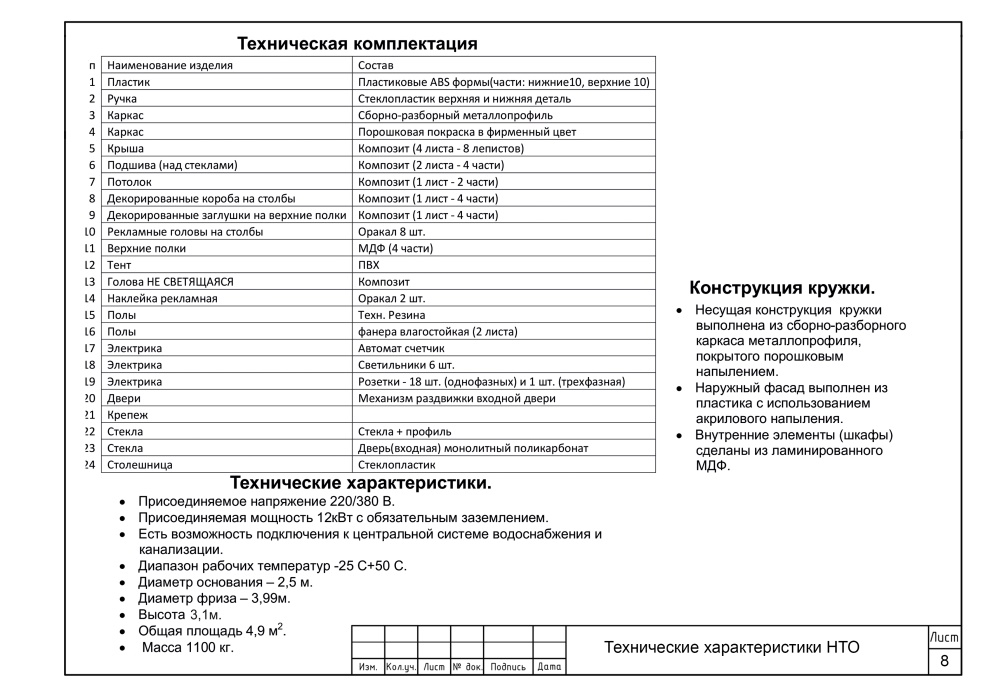 Техническая комплектация
п Наименование изделия Состав
1 Пластик Пластиковые ABS формы(части: нижние10, верхние 10)
2 Ручка Стеклопластик верхняя и нижняя деталь
3 Каркас Сборно-разборный металлопрофиль
4 Каркас Порошковая покраска в фирменный цвет
5 Крыша Композит (4 листа - 8 лепистов)
6 Подшива (над стеклами) Композит (2 листа - 4 части)
7 Потолок Композит (1 лист - 2 части)
8 Декорированные короба на столбы Композит (1 лист - 4 части)
9 Декорированные заглушки на верхние полки Композит (1 лист - 4 части)
10 Рекламные головы на столбы Оракал 8 шт.
11 Верхние полки МДФ (4 части)
12 Тент ПВХ
13 Голова НЕ СВЕТЯЩАЯСЯ Композит
14 Наклейка рекламная Оракал 2 шт.
15 Полы Техн. Резина
16 Полы фанера влагостойкая (2 листа)
17 Электрика Автомат счетчик
18 Электрика Светильники 6 шт.
19 Электрика Розетки - 18 шт. (однофазных) и 1 шт. (трехфазная)
20 Двери Механизм раздвижки входной двери
21 Крепеж
22 Стекла Стекла + профиль
23 Стекла Дверь(входная) монолитный поликарбонат
24 Столешница Стеклопластик
Конструкция кружки.
• Несущая конструкция кружки
выполнена из сборно-разборного
каркаса металлопрофиля,
покрытого порошковым
напылением.
• Наружный фасад выполнен из
пластика с использованием
акрилового напыления.
• Внутренние элементы (шкафы)
сделаны из ламинированного
МДФ.
Технические характеристики.
• Присоединяемое напряжение 220/380 В.
• Присоединяемая мощность 12кВт с обязательным заземлением.
• Есть возможность подключения к центральной системе водоснабжения и
канализации.
• Диапазон рабочих температур -25 С+50 С.
• Диаметр основания – 2,5 м.
• Диаметр фриза – 3,99м.
• Высота 3,1м.
• Общая площадь 4,9 м².
• Масса 1100 кг.
Изм. Кол.уч. Лист № док. Подпись Дата
Технические характеристики НТО
Лист
8